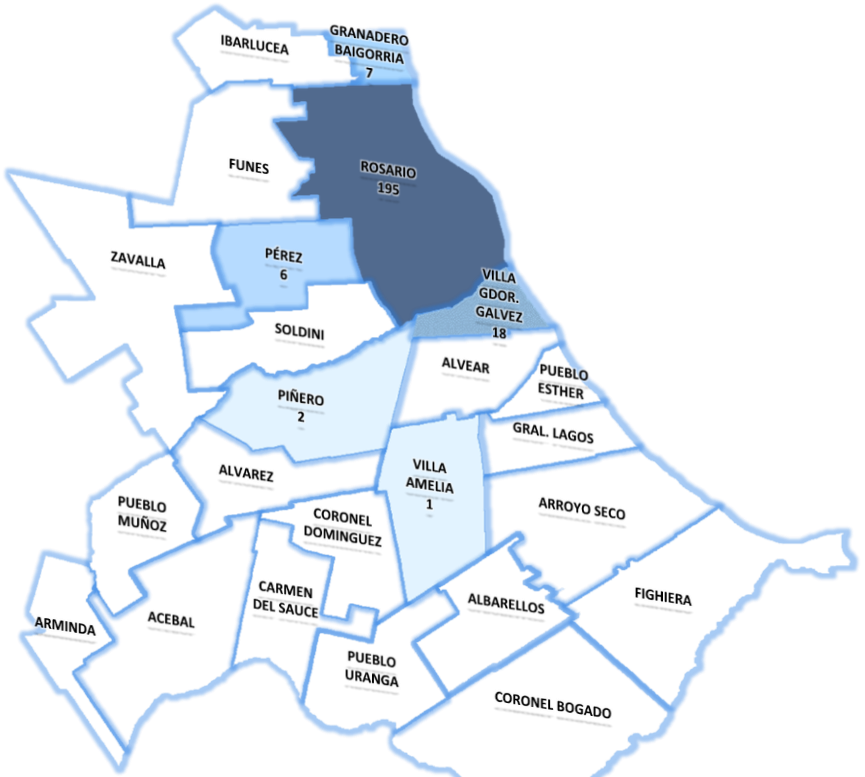 IBARLUCEA
GRANADERO
BAIGORRIA
7
FUNES
ROSARIO
195
ZAVALLA
PÉREZ
6
VILLA
GDOR.
GALVEZ
18
SOLDINI
ALVEAR
PUEBLO
ESTHER
PIÑERO
2
GRAL. LAGOS
ALVAREZ
VILLA
AMELIA
1
PUEBLO
MUÑOZ
CORONEL
DOMINGUEZ
ARROYO SECO
CARMEN
DEL SAUCE
ALBARELLOS
FIGHIERA
ARMINDA
ACEBAL
PUEBLO
URANGA
CORONEL BOGADO